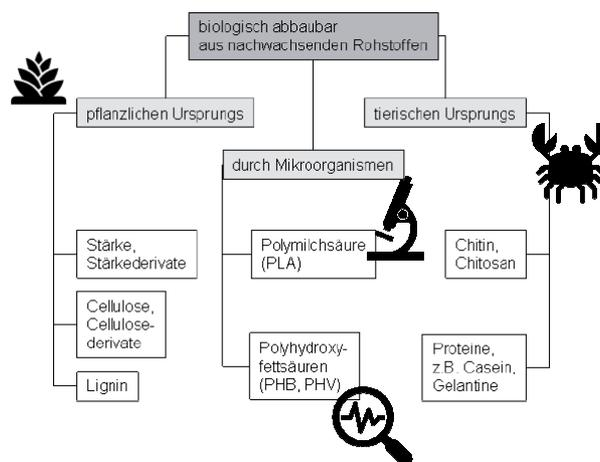 biologisch abbaubar
aus nachwachsenden Rohstoffen
pflanzlichen Ursprungs
tierischen Ursprungs
durch Mikroorganismen
Stärke,
Stärkederivate
Polymilchsäure
(PLA)
Chitin,
Chitosan
Cellulose,
Cellulose-
derivate
Polyhydroxy-
fettsäuren
(PHB, PHV)
Proteine,
z.B. Casein,
Gelantine
Lignin